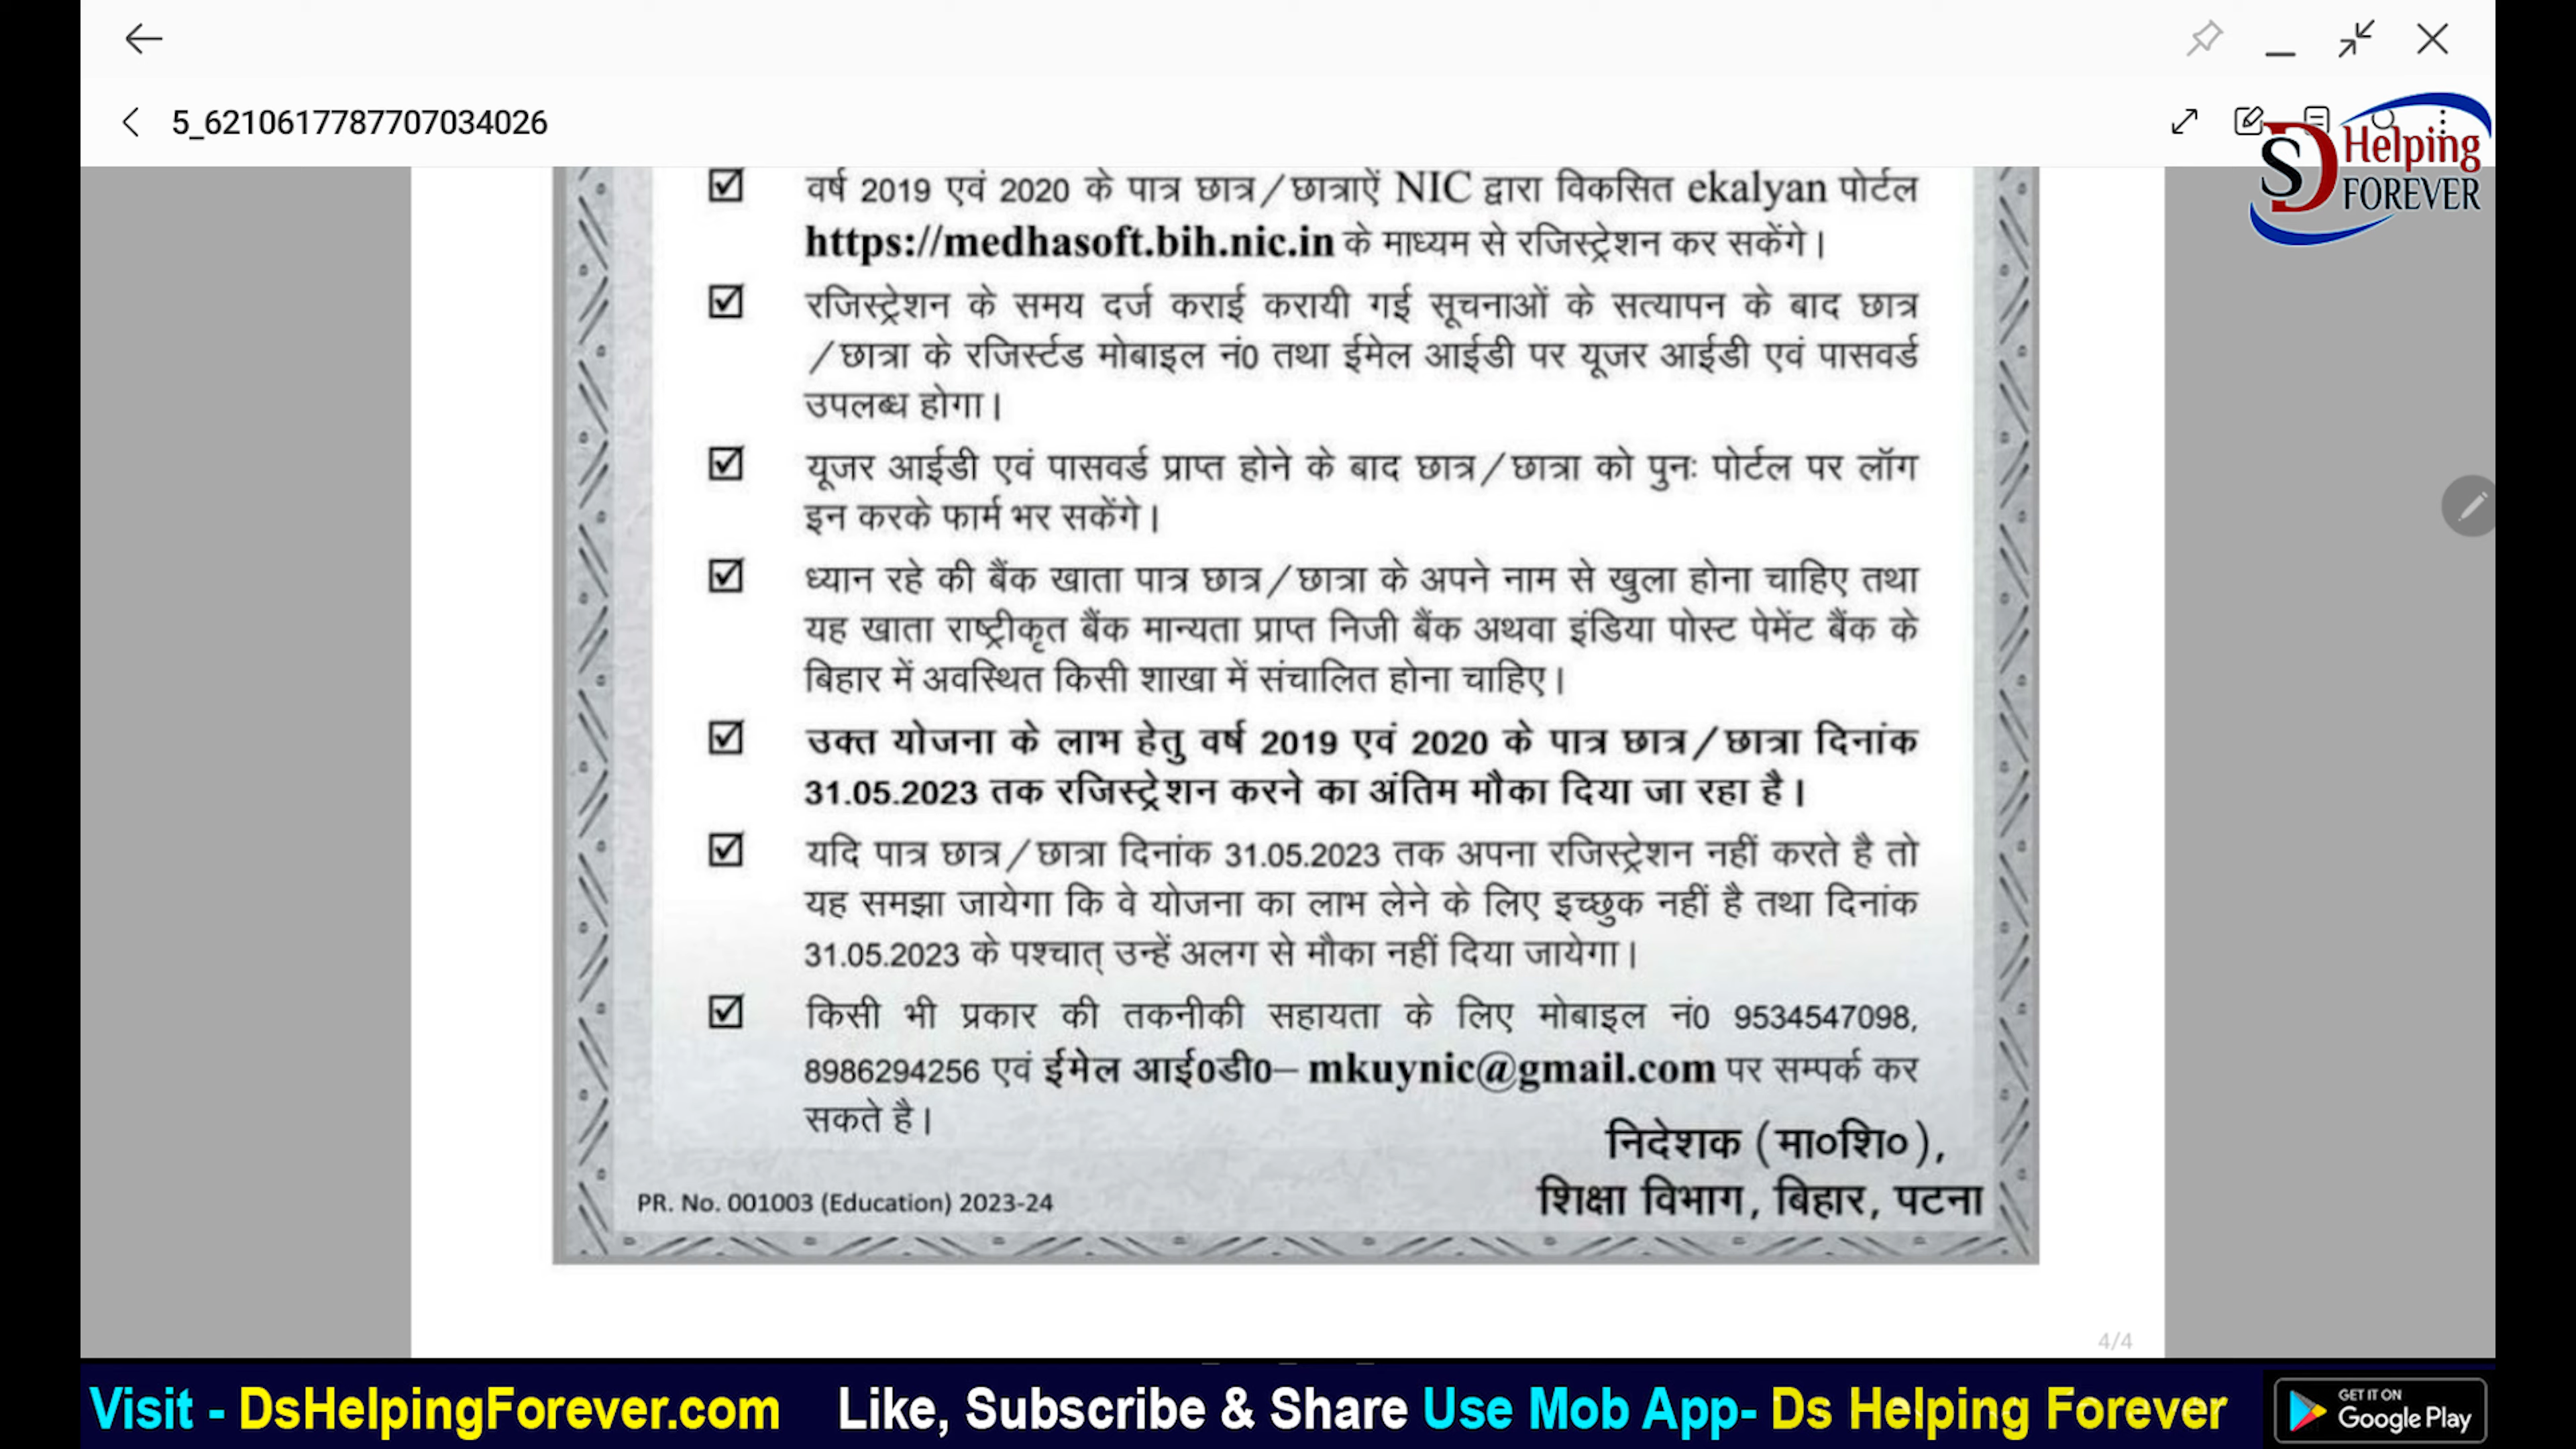 5_6210617787707034026
SD Helping
FOREVER
वर्ष 2019 एवं 2020 के पात्र छात्र/छात्राऐं NIC द्वारा विकसित ekalyan पोर्टल
https://medhasoft.bih.nic.in के माध्यम से रजिस्ट्रेशन कर सकेंगे।
रजिस्ट्रेशन के समय दर्ज कराई करायी गई सूचनाओं के सत्यापन के बाद छात्र
/छात्रा के रजिर्स्टड मोबाइल नं0 तथा ईमेल आईडी पर यूजर आईडी एवं पासवर्ड
उपलब्ध होगा।
यूजर आईडी एवं पासवर्ड प्राप्त होने के बाद छात्र/छात्रा को पुनः पोर्टल पर लॉग
इन करके फार्म भर सकेंगे।
ध्यान रहे की बैंक खाता पात्र छात्र/छात्रा के अपने नाम से खुला होना चाहिए तथा
यह खाता राष्ट्रीकृत बैंक मान्यता प्राप्त निजी बैंक अथवा इंडिया पोस्ट पेमेंट बैंक के
बिहार में अवस्थित किसी शाखा में संचालित होना चाहिए।
उक्त योजना के लाभ हेतु वर्ष 2019 एवं 2020 के पात्र छात्र/छात्रा दिनांक
31.05.2023 तक रजिस्ट्रेशन करने का अंतिम मौका दिया जा रहा है।
यदि पात्र छात्र/छात्रा दिनांक 31.05.2023 तक अपना रजिस्ट्रेशन नहीं करते है तो
यह समझा जायेगा कि वे योजना का लाभ लेने के लिए इच्छुक नहीं है तथा दिनांक
31.05.2023 के पश्चात् उन्हें अलग से मौका नहीं दिया जायेगा।
किसी भी प्रकार की तकनीकी सहायता के लिए मोबाइल नं0 9534547098,
8986294256 एवं ईमेल आई0डी0– mkuynic@gmail.com पर सम्पर्क कर
सकते है।
निदेशक (मा०शि०),
शिक्षा विभाग, बिहार, पटना
PR. No. 001003 (Education) 2023-24
4/4
Visit - DsHelpingForever.com Like, Subscribe & Share Use Mob App- Ds Helping Forever
GET IT ON
Google Play